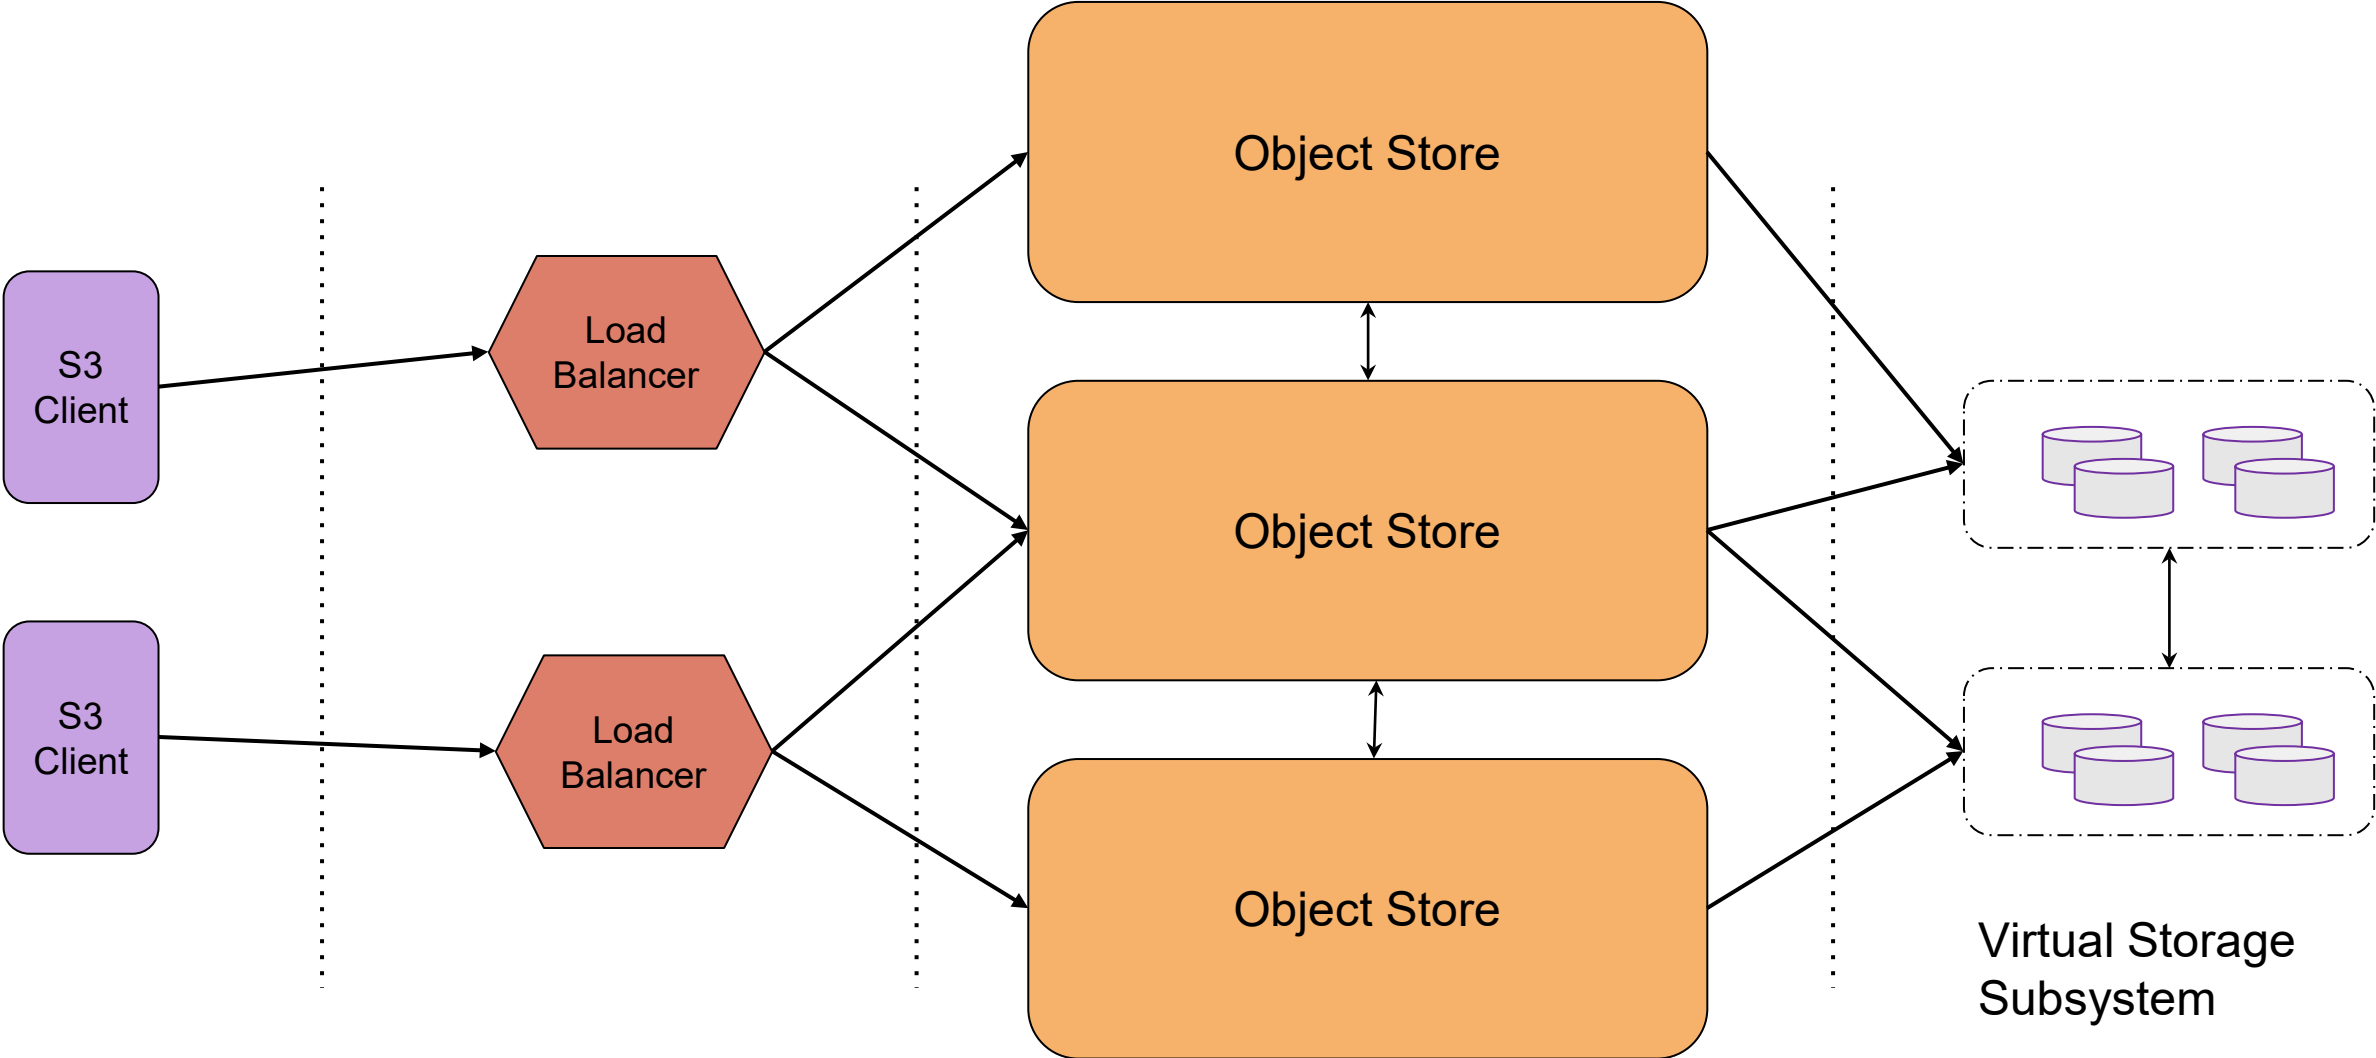 S3
Client
S3
Client
Load
Balancer
Load
Balancer
Object Store
Object Store
Object Store
Virtual Storage
Subsystem